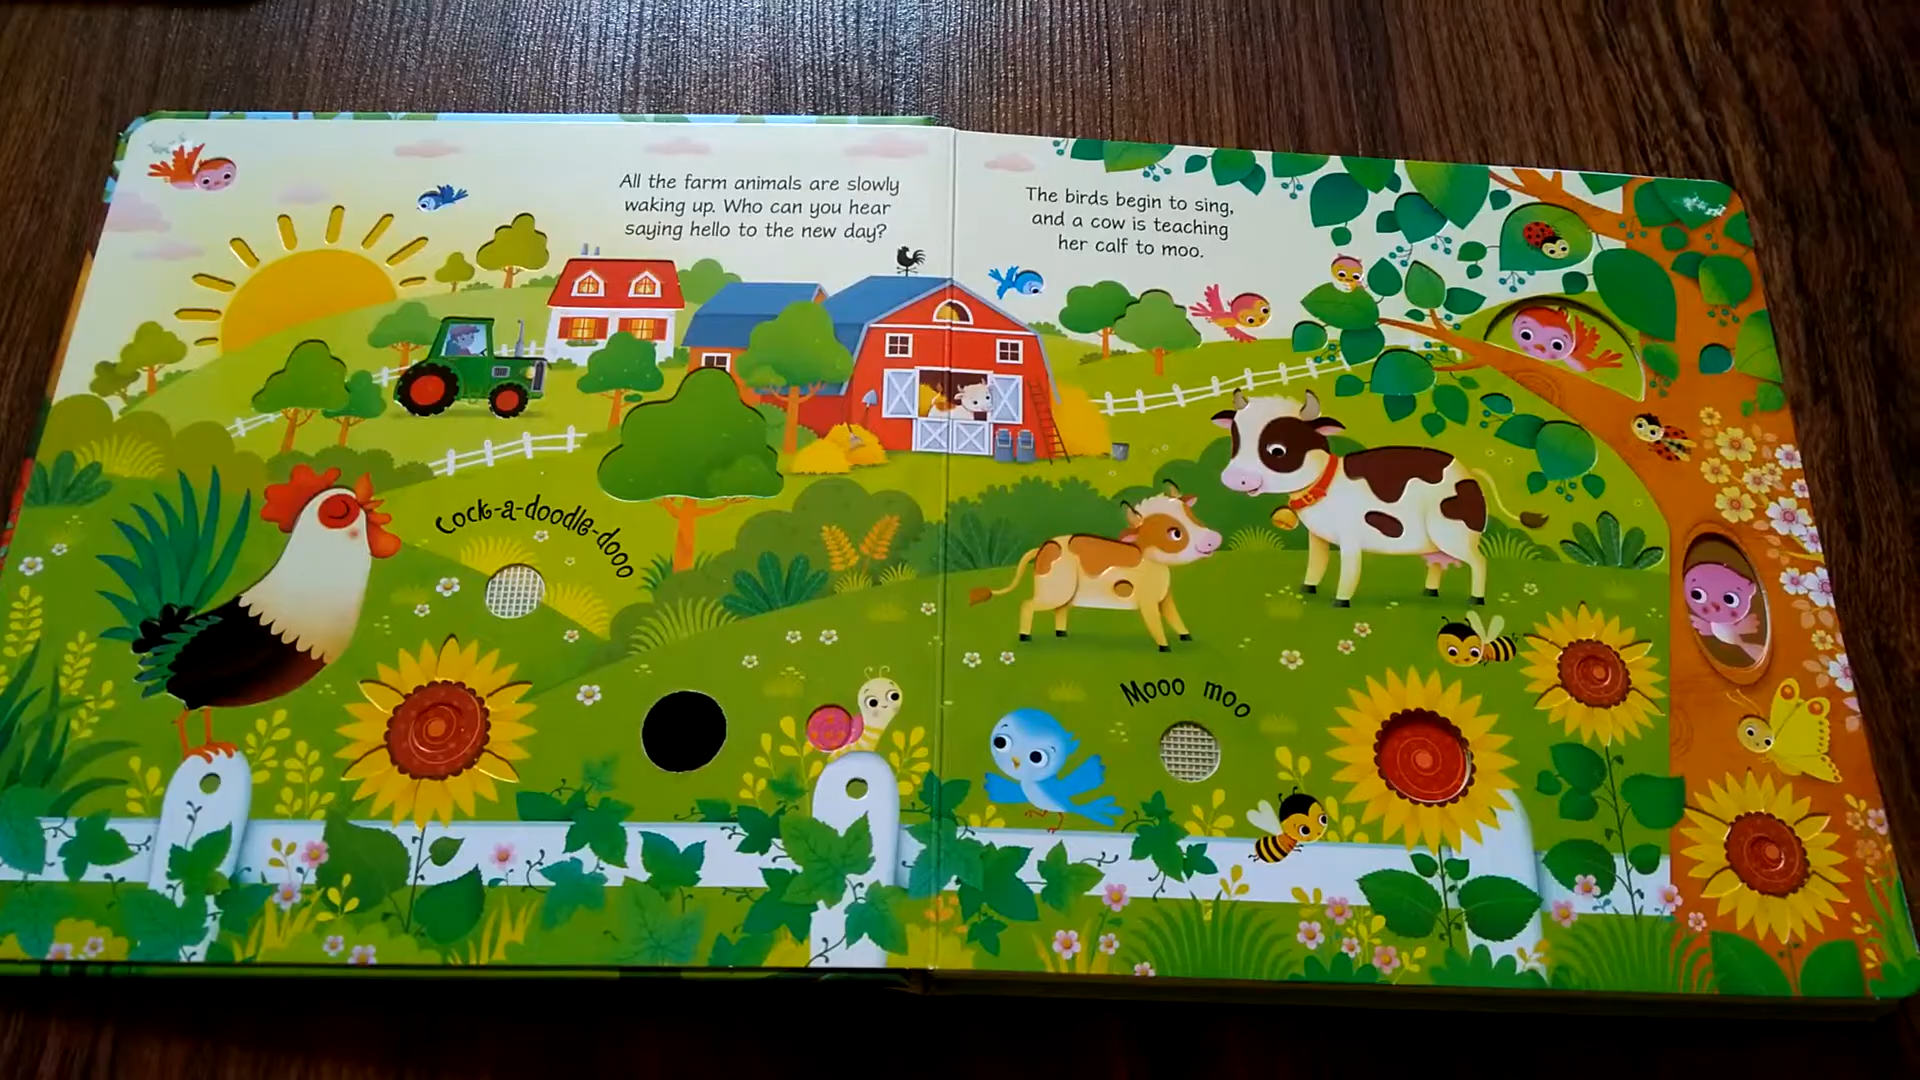 All the farm animals are slowly
waking up. Who can you hear
saying hello to the new day?
Cock-a-doodle-dooo
The birds begin to sing,
and a cow is teaching
her calf to moo.
Mooo moo